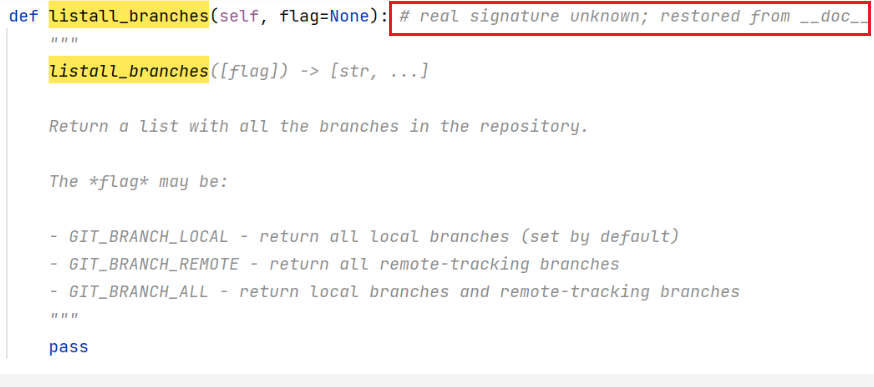 def listall_branches(self, flag=None): # real signature unknown; restored from __doc__
"""
listall_branches([flag]) -> [str, ...]
Return a list with all the branches in the repository.
The *flag* may be:
- GIT_BRANCH_LOCAL - return all local branches (set by default)
- GIT_BRANCH_REMOTE - return all remote-tracking branches
- GIT_BRANCH_ALL - return local branches and remote-tracking branches
"""
pass